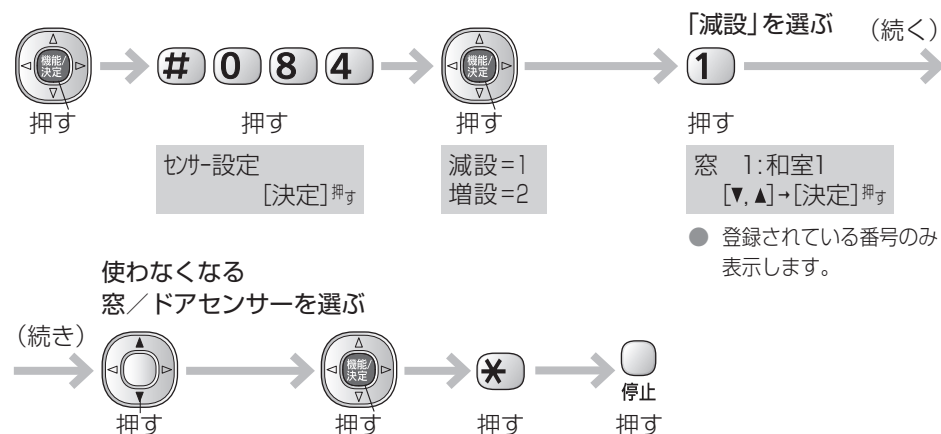 「減設」を選ぶ （続く）
機能/
決定
# 0 8 4
機能/
決定
1
押す 押す 押す 押す
センサー設定
[決定]押す
減設=1
増設=2
窓 1:和室1
[▼,▲]→[決定]押す
● 登録されている番号のみ
表示します。
使わなくなる
窓／ドアセンサーを選ぶ
（続き）
機能/
決定
*
停止
押す 押す 押す 押す